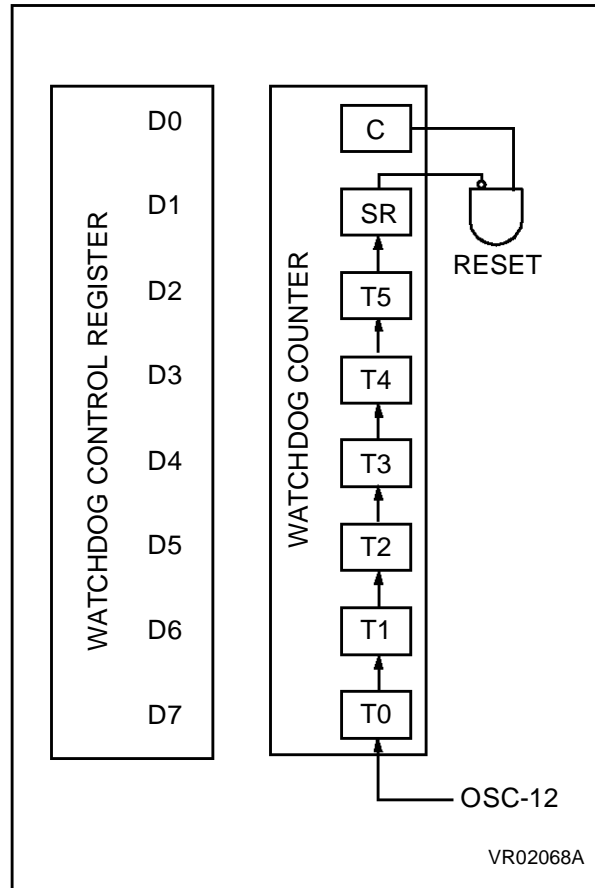 WATCHDOG CONTROL REGISTER
D0
D1
D2
D3
D4
D5
D6
D7
WATCHDOG COUNTER
C
SR
T5
T4
T3
T2
T1
T0
RESET
OSC-12
VR02068A